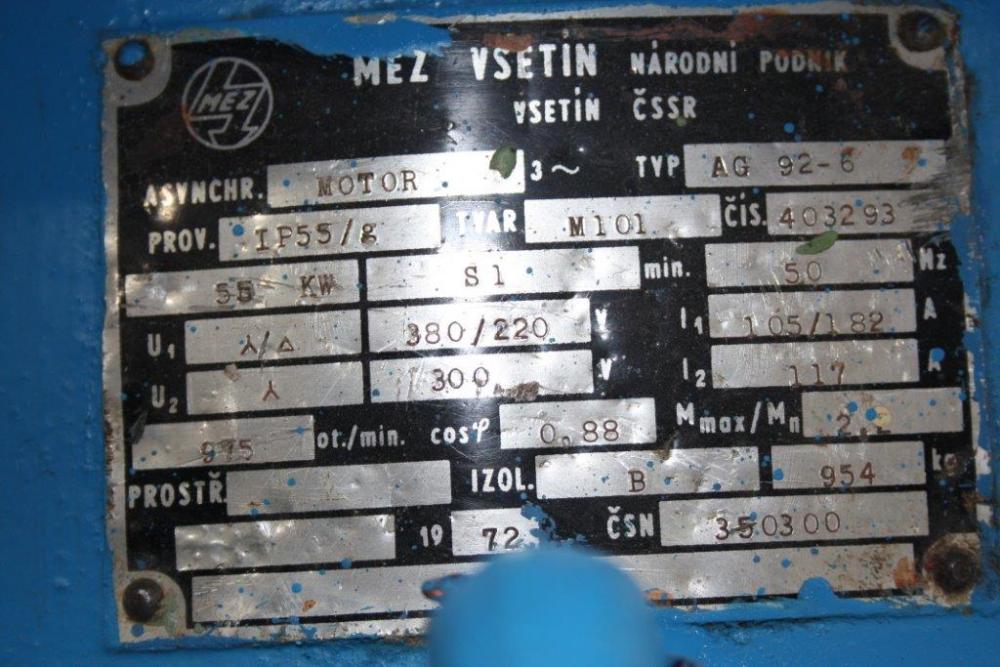 MEZ
MEZ VSETÍN NÁRODNÍ PODNIK
VSETÍN ČSSR
ASYNCHR. MOTOR 3~ TYP AG 92-6
PROV. IP55/g TVAR M101 ČÍS. 403293
55 KW S1 min. 50 Hz
U₁ ⅄/△ 380/220 V I₁ 105/182 A
U₂ ⅄ 300 V I₂ 117 A
975 ot./min. cosφ 0,88 Mmax/Mn
PROSTŘ. IZOL. B 954 kg
19 72 ČSN 350300